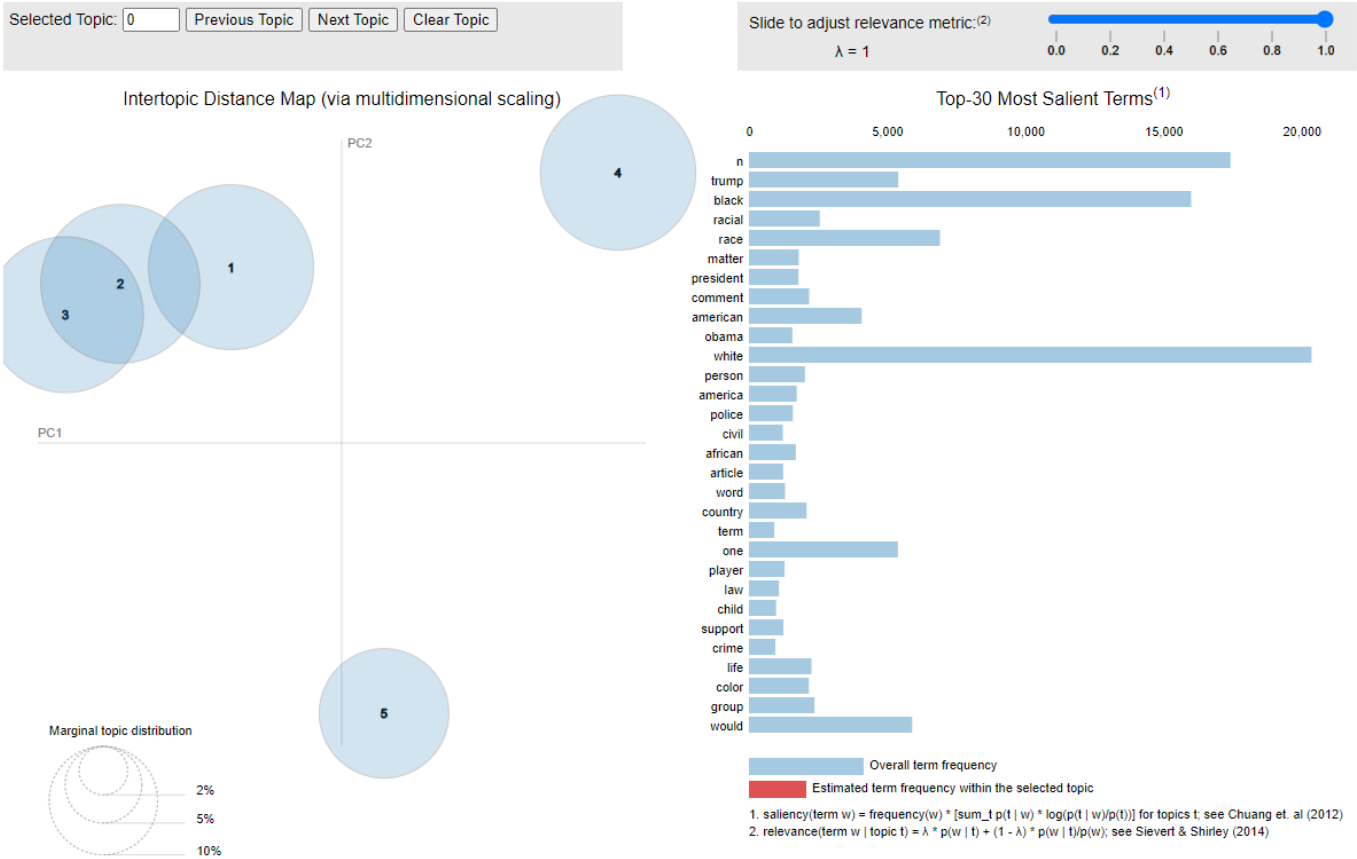 Selected Topic: 0 Previous Topic Next Topic Clear Topic
Slide to adjust relevance metric:(2)
λ = 1
0.0 0.2 0.4 0.6 0.8 1.0
Intertopic Distance Map (via multidimensional scaling)
PC2
PC1
4
1
2
3
5
Marginal topic distribution
2%
5%
10%
Top-30 Most Salient Terms(1)
0 5,000 10,000 15,000 20,000
n
trump
black
racial
race
matter
president
comment
american
obama
white
person
america
police
civil
african
article
word
country
term
one
player
law
child
support
crime
life
color
group
would
Overall term frequency
Estimated term frequency within the selected topic
1. saliency(term w) = frequency(w) * [sum_t p(t | w) * log(p(t | w)/p(t))] for topics t; see Chuang et. al (2012)
2. relevance(term w | topic t) = λ * p(w | t) + (1 - λ) * p(w | t)/p(w); see Sievert & Shirley (2014)